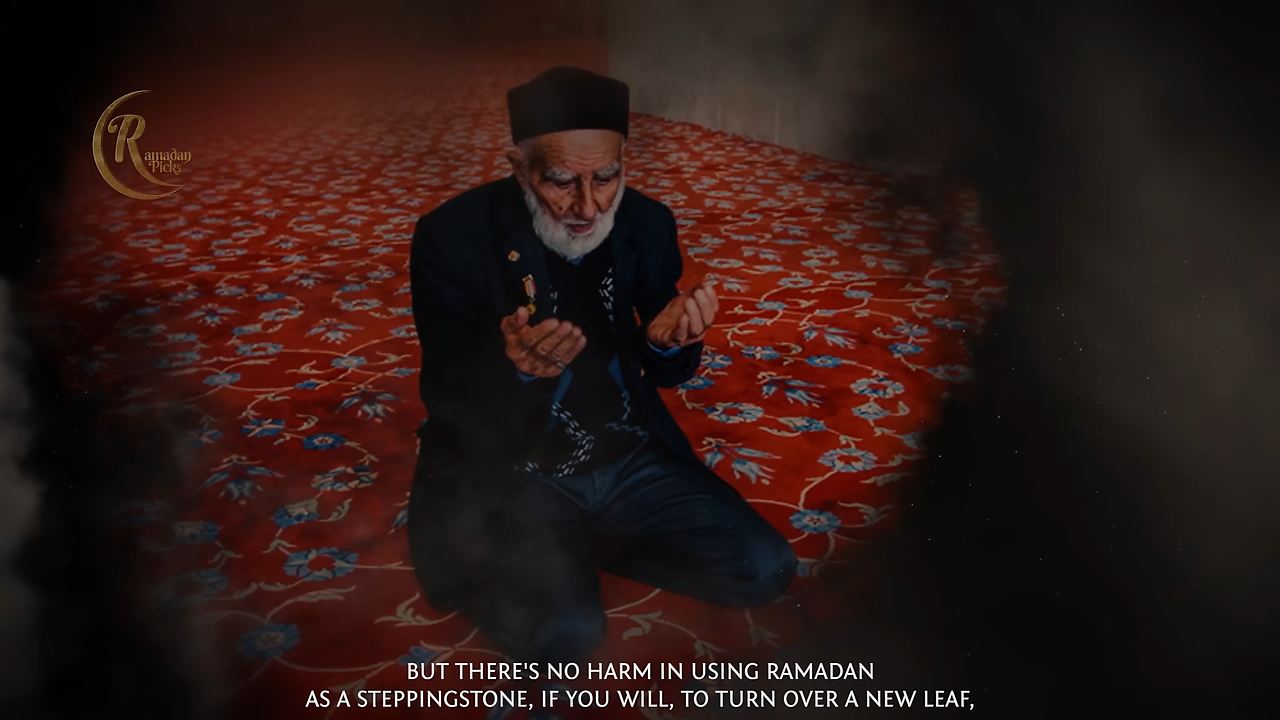 Ramadan
Picks
BUT THERE'S NO HARM IN USING RAMADAN
AS A STEPPINGSTONE, IF YOU WILL, TO TURN OVER A NEW LEAF,